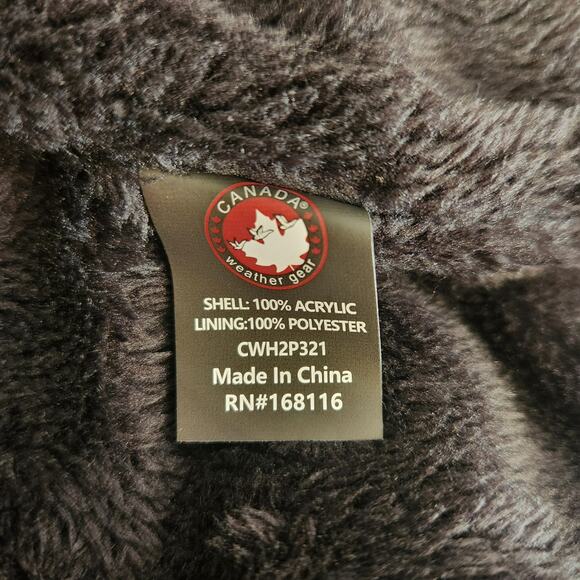 CANADA®
weather gear
SHELL: 100% ACRYLIC
LINING:100% POLYESTER
CWH2P321
Made In China
RN#168116